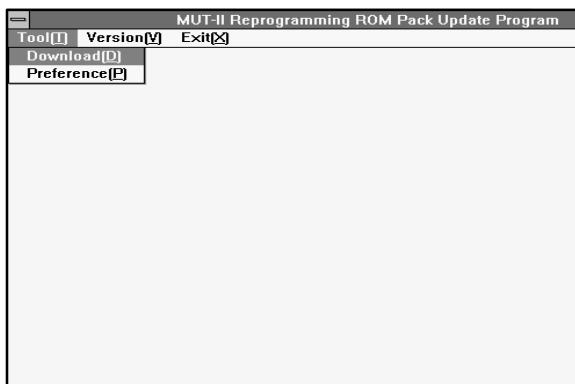 MUT-II Reprogramming ROM Pack Update Program
Tool(T) Version(V) Exit(X)
Download(D)
Preference(P)